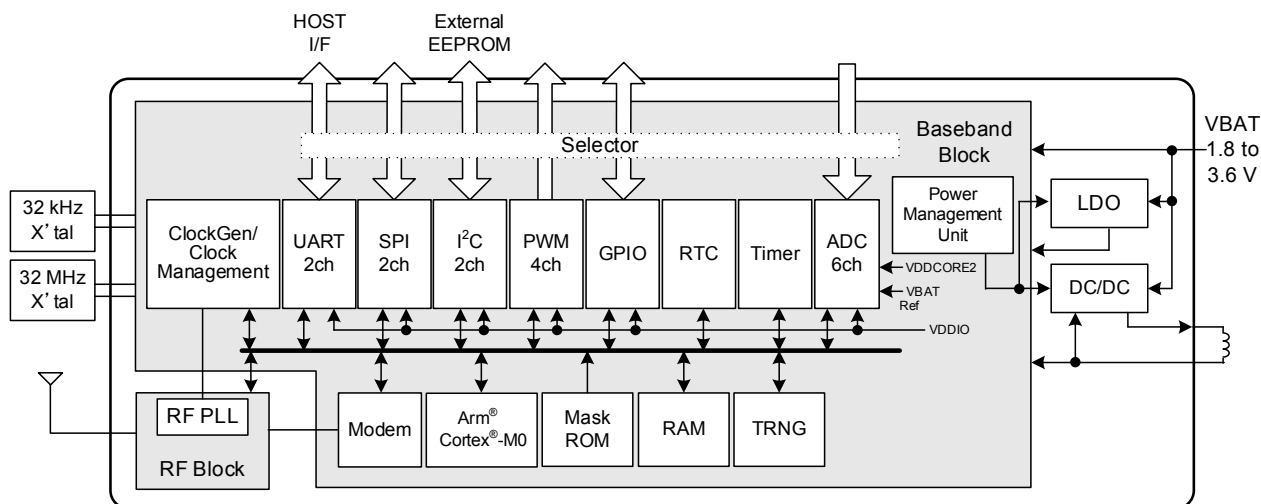 HOST
I/F
External
EEPROM
Selector
Baseband
Block
VBAT
1.8 to
3.6 V
32 kHz
X'tal
32 MHz
X'tal
ClockGen/
Clock
Management
UART
2ch
SPI
2ch
I²C
2ch
PWM
4ch
GPIO
RTC
Timer
ADC
6ch
Power
Management
Unit
LDO
DC/DC
VDDCORE2
VBAT
Ref
VDDIO
RF PLL
RF Block
Modem
Arm®
Cortex®-M0
Mask
ROM
RAM
TRNG